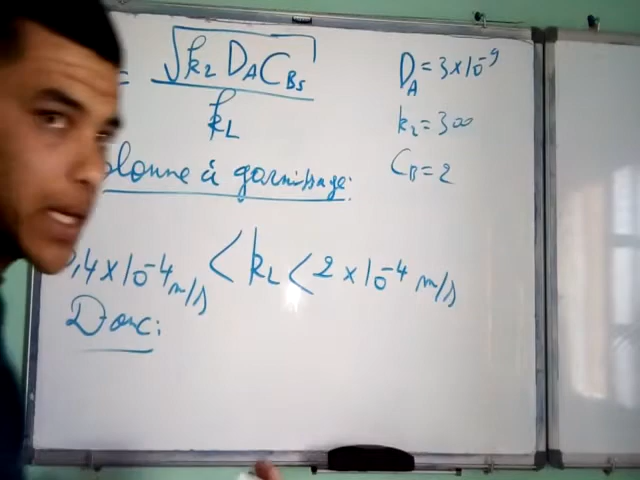 = √k₂ D_A C_Bs / k_L
D_A = 3×10⁻⁹
k₂ = 300
C_B = 2
olonne à garnissage:
,4×10⁻⁴ m/s < k_L < 2×10⁻⁴ m/s
Donc: